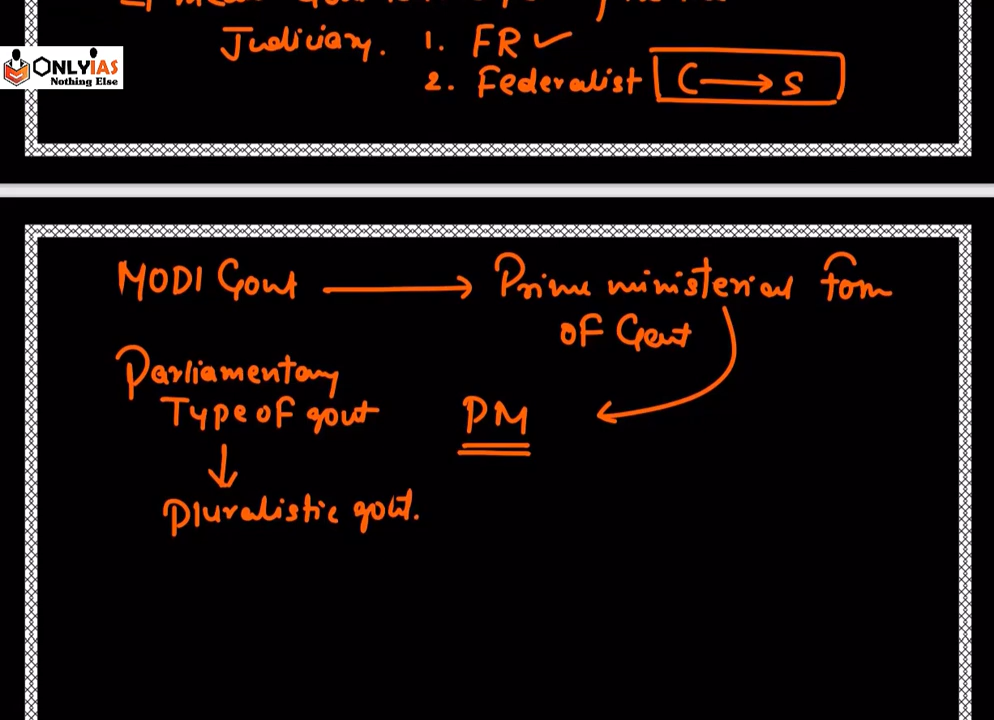 Judiciary. 1. FR ✓
ONLYIAS
Nothing Else
2. Federalist C → S
MODI Govt → Prime ministerial form
of Govt
Parliamentary
Type of govt PM
↓
Pluralistic govt.